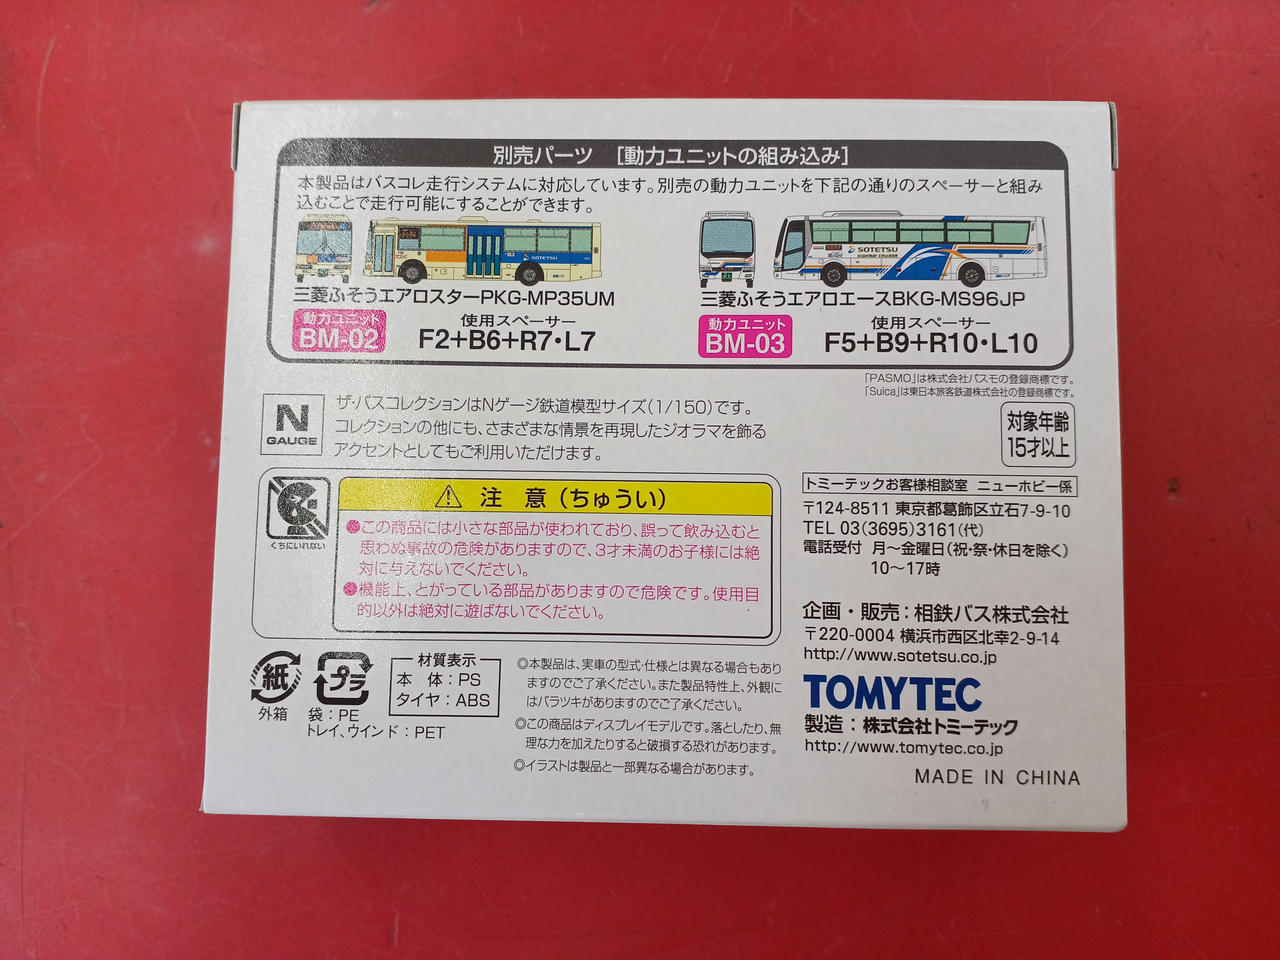 別売パーツ ［動力ユニットの組み込み］
本製品はバスコレ走行システムに対応しています。別売の動力ユニットを下記の通りのスペーサーと組み
込むことで走行可能にすることができます。
SOTETSU
SOTETSU
HIGHWAY CRUISER
三菱ふそうエアロスターPKG-MP35UM
動力ユニット
BM-02
使用スペーサー
F2+B6+R7・L7
三菱ふそうエアロエースBKG-MS96JP
動力ユニット
BM-03
使用スペーサー
F5+B9+R10・L10
「PASMO」は株式会社パスモの登録商標です。
「Suica」は東日本旅客鉄道株式会社の登録商標です。
N
GAUGE
ザ・バスコレクションはNゲージ鉄道模型サイズ(1/150)です。
コレクションの他にも、さまざまな情景を再現したジオラマを飾る
アクセントとしてもご利用いただけます。
対象年齢
15才以上
くちにいれない
注 意 (ちゅうい)
●この商品には小さな部品が使われており、誤って飲み込むと
思わぬ事故の危険がありますので、3才未満のお子様には絶
対に与えないでください。
●機能上、とがっている部品がありますので危険です。使用目
的以外は絶対に遊ばないでください。
トミーテックお客様相談室 ニューホビー係
〒124-8511 東京都葛飾区立石7-9-10
TEL 03(3695)3161(代)
電話受付 月～金曜日(祝・祭・休日を除く)
10～17時
企画・販売：相鉄バス株式会社
〒220-0004 横浜市西区北幸2-9-14
http://www.sotetsu.co.jp
TOMYTEC
製造：株式会社トミーテック
http://www.tomytec.co.jp
MADE IN CHINA
紙
外箱
プラ
袋：PE
トレイ、ウインド：PET
材質表示
本 体：PS
タイヤ：ABS
◎本製品は、実車の型式・仕様とは異なる場合もあり
ますのでご了承ください。また製品特性上、外観に
はバラツキがありますのでご了承ください。
◎この商品はディスプレイモデルです。落としたり、無
理な力を加えたりすると破損する恐れがあります。
◎イラストは製品と一部異なる場合があります。